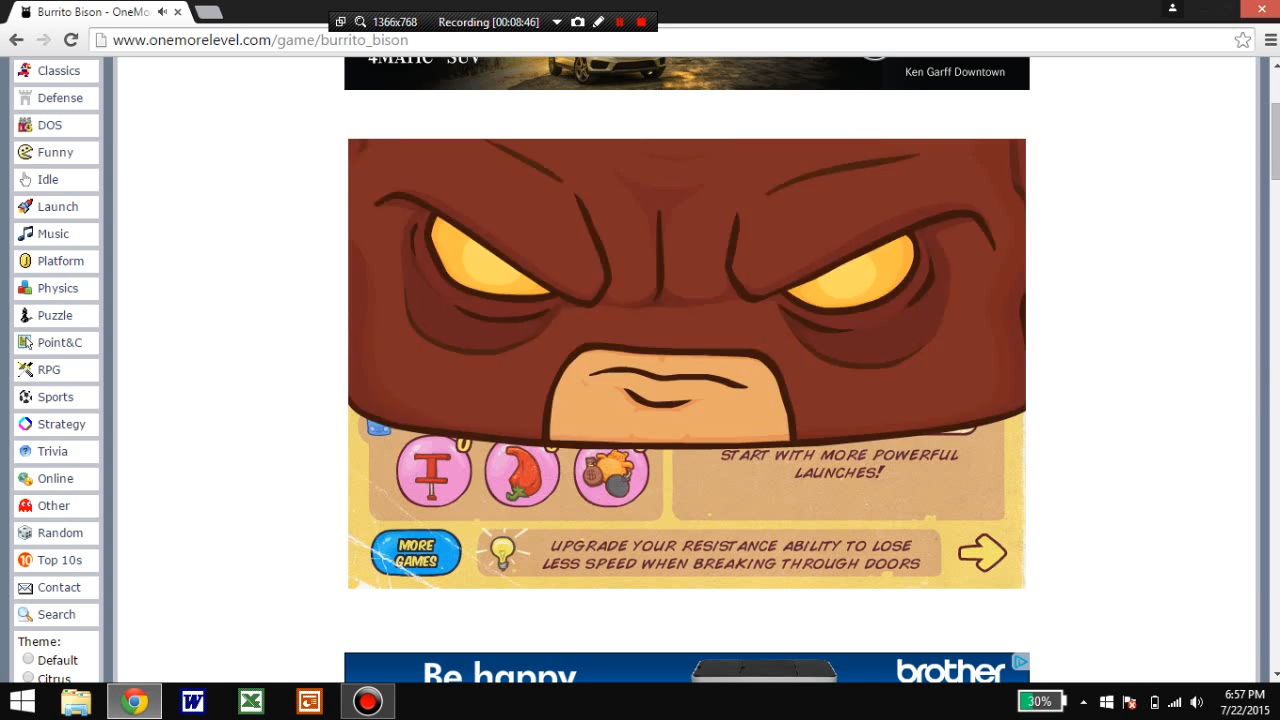 Burrito Bison - OneMo
1366x768 Recording [00:08:46]
www.onemorelevel.com/game/burrito_bison
4MATIC SUV
Ken Garff Downtown
Classics
Defense
DOS
Funny
Idle
Launch
Music
Platform
Physics
Puzzle
Point&C
RPG
Sports
Strategy
Trivia
Online
Other
Random
Top 10s
Contact
Search
Theme:
Default
Citrus
START WITH MORE POWERFUL
LAUNCHES!
MORE
GAMES
UPGRADE YOUR RESISTANCE ABILITY TO LOSE
LESS SPEED WHEN BREAKING THROUGH DOORS
Be happy
brother
30%
6:57 PM
7/22/2015